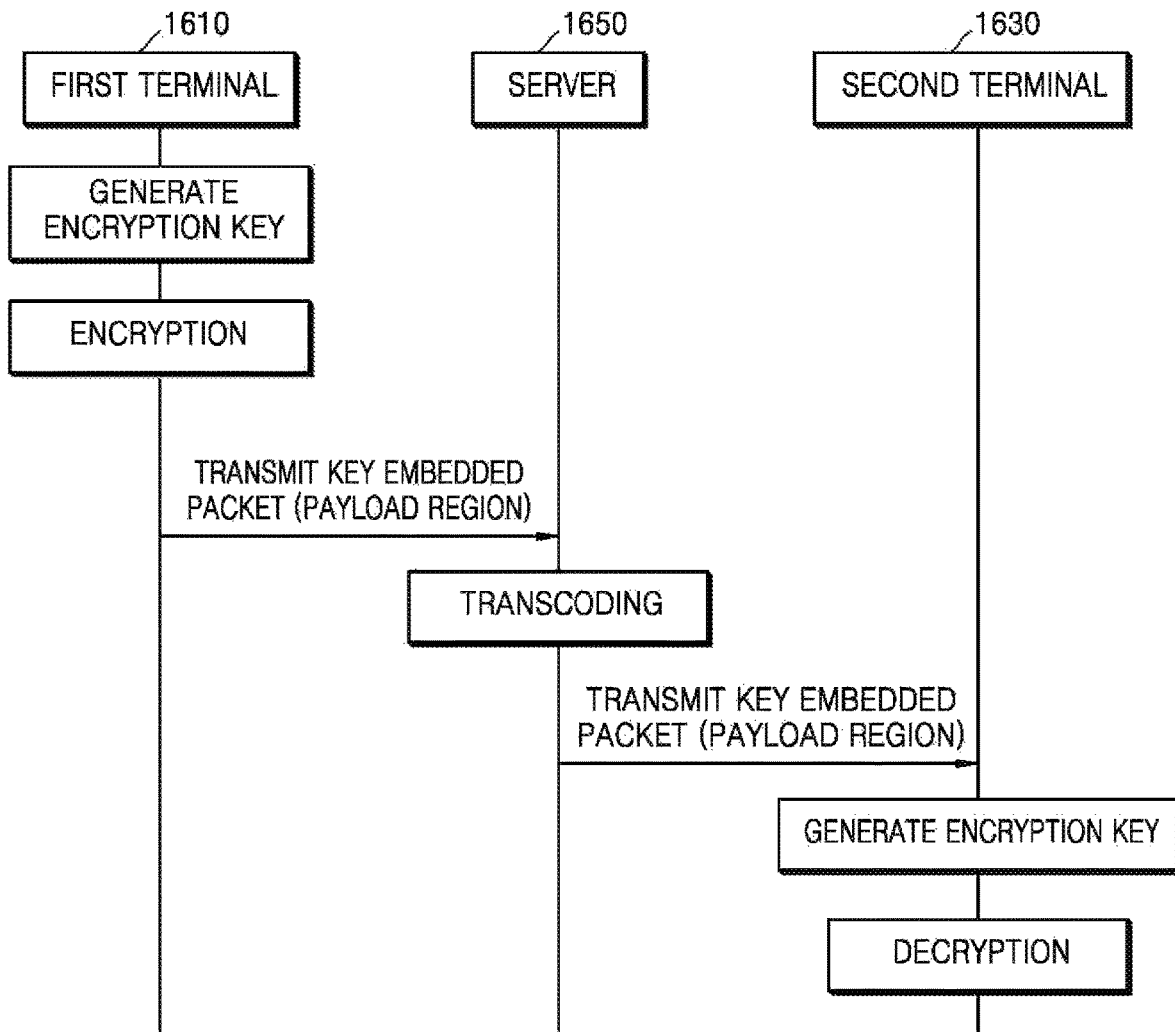 1610
1650
1630
FIRST TERMINAL
SERVER
SECOND TERMINAL
GENERATE
ENCRYPTION KEY
ENCRYPTION
TRANSMIT KEY EMBEDDED
PACKET (PAYLOAD REGION)
TRANSCODING
TRANSMIT KEY EMBEDDED
PACKET (PAYLOAD REGION)
GENERATE ENCRYPTION KEY
DECRYPTION